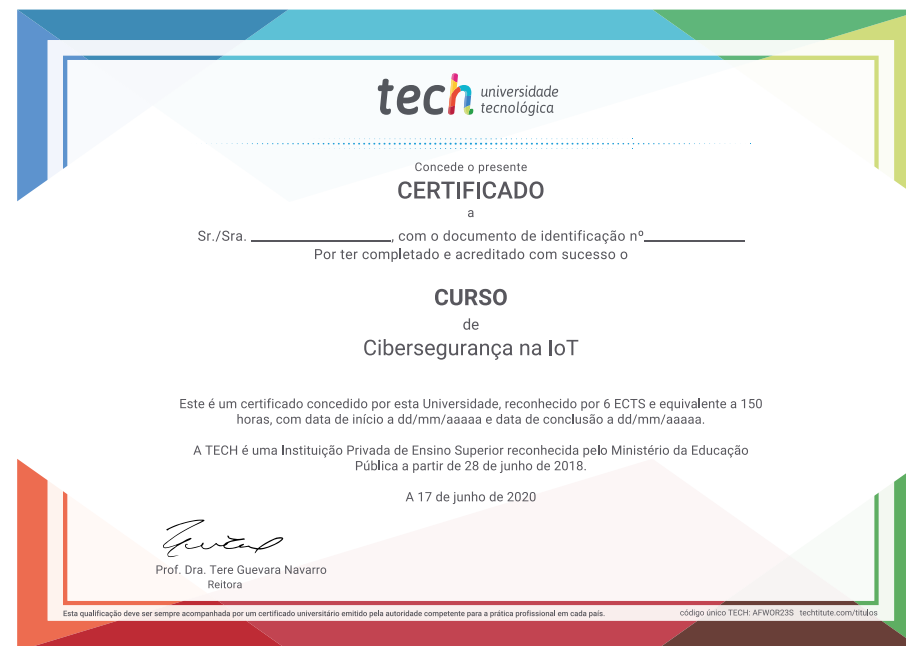 tech universidade
tecnológica
Concede o presente
CERTIFICADO
a
Sr./Sra. ____________________, com o documento de identificação nº______________
Por ter completado e acreditado com sucesso o
CURSO
de
Cibersegurança na IoT
Este é um certificado concedido por esta Universidade, reconhecido por 6 ECTS e equivalente a 150
horas, com data de início a dd/mm/aaaaa e data de conclusão a dd/mm/aaaaa.
A TECH é uma Instituição Privada de Ensino Superior reconhecida pelo Ministério da Educação
Pública a partir de 28 de junho de 2018.
A 17 de junho de 2020
Prof. Dra. Tere Guevara Navarro
Reitora
Esta qualificação deve ser sempre acompanhada por um certificado universitário emitido pela autoridade competente para a prática profissional em cada país. código único TECH: AFWOR23S techtitute.com/titulos